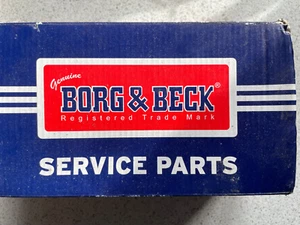 Genuine
BORG & BECK®
Registered Trade Mark
SERVICE PARTS